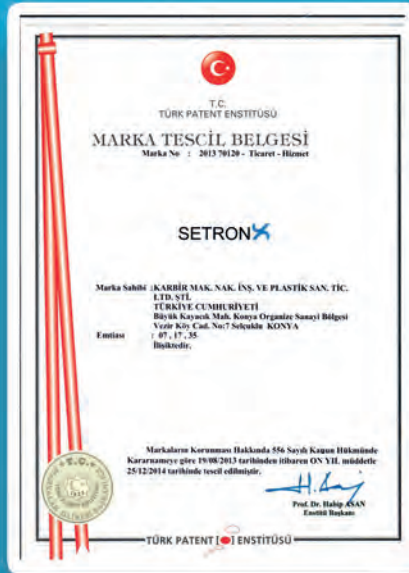 T.C.
TÜRK PATENT ENSTİTÜSÜ
MARKA TESCİL BELGESİ
Marka No : 2013 70120 - Ticaret - Hizmet
SETRONX
Marka Sahibi : KARBİR MAK. NAK. İNŞ. VE PLASTİK SAN. TİC.
LTD. ŞTİ.
TÜRKİYE CUMHURİYETİ
Büyük Kayacık Mah. Konya Organize Sanayi Bölgesi
Vezir Köy Cad. No:7 Selçuklu KONYA
Emtiası : 07 , 17 , 35
İlişiktedir.
Markaların Korunması Hakkında 556 Sayılı Kanun Hükmünde
Kararnameye göre 19/08/2013 tarihinden itibaren ON YIL müddetle
25/12/2014 tarihinde tescil edilmiştir.
Prof. Dr. Habip ASAN
Enstitü Başkanı
T.C.
TÜRK PATENT ENSTİTÜSÜ